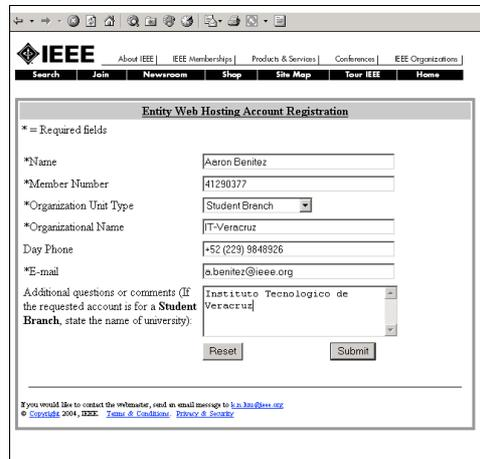 IEEE
About IEEE | IEEE Memberships | Products & Services | Conferences | IEEE Organizations |
Search Join Newsroom Shop Site Map Tour IEEE Home
Entity Web Hosting Account Registration
* = Required fields
*Name Aaron Benitez
*Member Number 41290377
*Organization Unit Type Student Branch
*Organizational Name IT-Veracruz
Day Phone +52 (229) 9848926
*E-mail a.benitez@ieee.org
Additional questions or comments (If
the requested account is for a Student
Branch, state the name of university):
Instituto Tecnologico de
Veracruz
Reset Submit
If you would like to contact the webmaster, send an email message to
© Copyright 2004, IEEE. Terms & Conditions. Privacy & Security